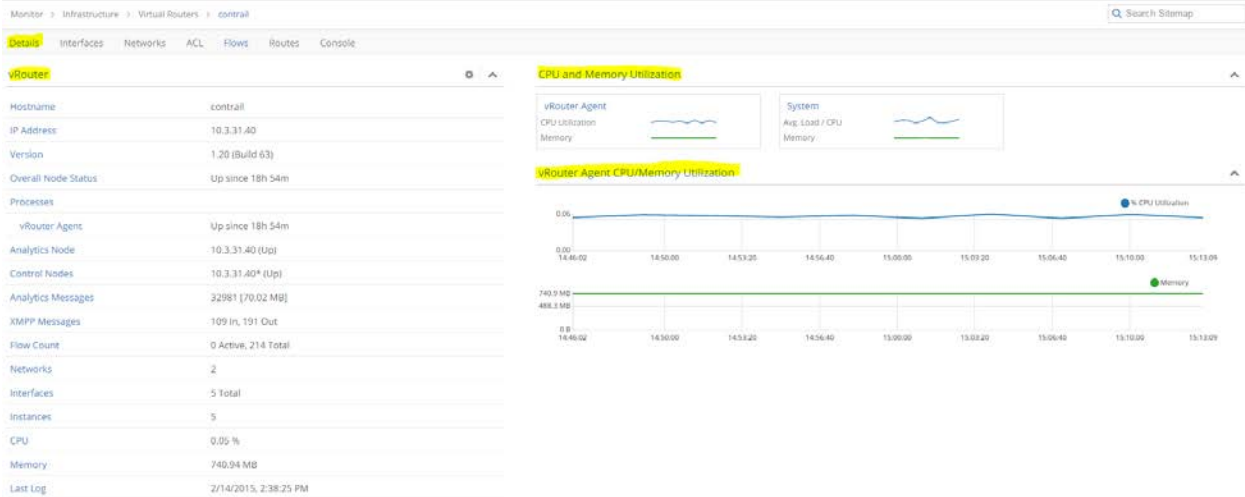 Monitor > Infrastructure > Virtual Routers > contrail
Search Sitemap
Details Interfaces Networks ACL Flows Routes Console
vRouter
Hostname contrail
IP Address 10.3.31.40
Version 1.20 (Build 63)
Overall Node Status Up since 18h 54m
Processes
vRouter Agent Up since 18h 54m
Analytics Node 10.3.31.40 (Up)
Control Nodes 10.3.31.40* (Up)
Analytics Messages 32981 [70.02 MB]
XMPP Messages 109 In, 191 Out
Flow Count 0 Active, 214 Total
Networks 2
Interfaces 5 Total
Instances 5
CPU 0.05 %
Memory 740.94 MB
Last Log 2/14/2015, 2:38:25 PM
CPU and Memory Utilization
vRouter Agent
CPU Utilization
Memory
System
Avg. Load / CPU
Memory
vRouter Agent CPU/Memory Utilization
% CPU Utilization
0.06
0.00
14:46:02 14:50:00 14:53:20 14:56:40 15:00:00 15:03:20 15:06:40 15:10:00 15:13:09
Memory
740.9 MB
488.3 MB
0 B
14:46:02 14:50:00 14:53:20 14:56:40 15:00:00 15:03:20 15:06:40 15:10:00 15:13:09